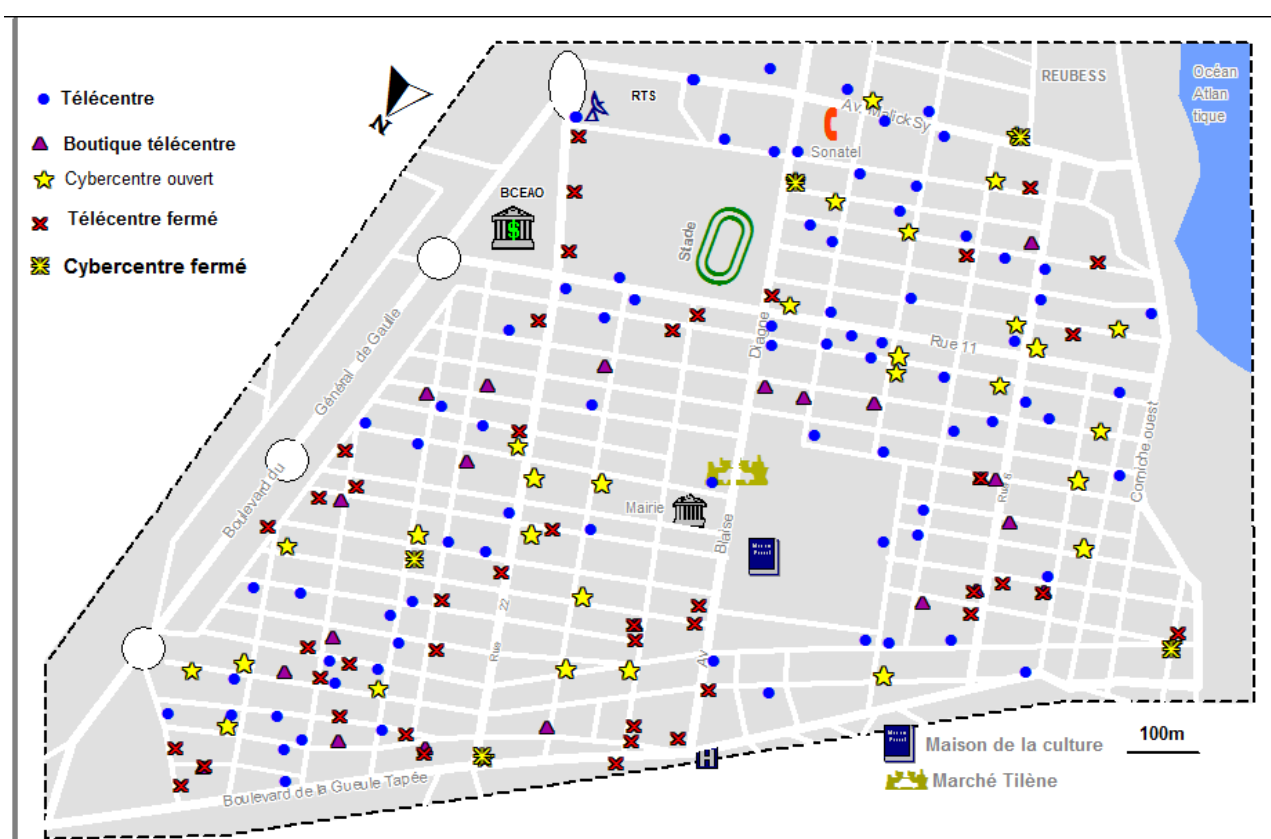 Télécentre
Boutique télécentre
Cybercentre ouvert
Télécentre fermé
Cybercentre fermé
N
RTS
REUBESS
Océan
Atlan
tique
Av. Malick Sy
Sonatel
BCEAO
Stade
Boulevard du Général de Gaulle
Rue 11
Av Blaise Diagne
Mairie
Rue 6
Corniche ouest
Rue 22
H
Maison de la culture
100m
Marché Tilène
Boulevard de la Gueule Tapée